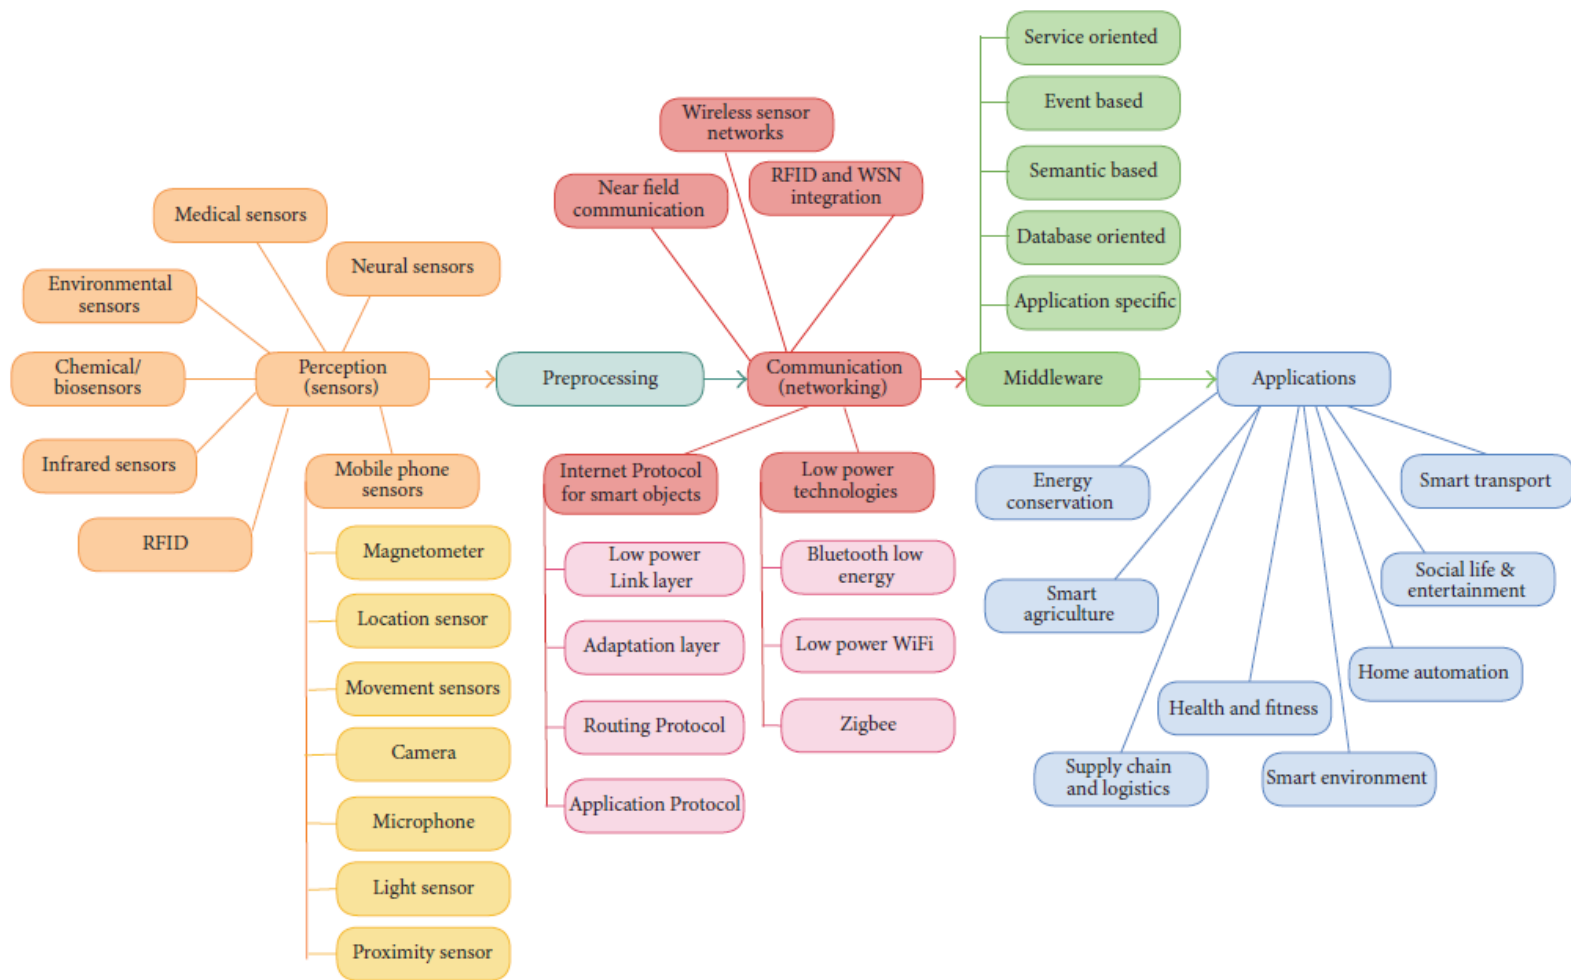 Service oriented
Event based
Semantic based
Database oriented
Application specific
Wireless sensor
networks
Near field
communication
RFID and WSN
integration
Medical sensors
Neural sensors
Environmental
sensors
Chemical/
biosensors
Infrared sensors
RFID
Perception
(sensors)
Preprocessing
Communication
(networking)
Middleware
Applications
Mobile phone
sensors
Magnetometer
Location sensor
Movement sensors
Camera
Microphone
Light sensor
Proximity sensor
Internet Protocol
for smart objects
Low power
Link layer
Adaptation layer
Routing Protocol
Application Protocol
Low power
technologies
Bluetooth low
energy
Low power WiFi
Zigbee
Energy
conservation
Smart
agriculture
Supply chain
and logistics
Health and fitness
Smart environment
Home automation
Social life &
entertainment
Smart transport